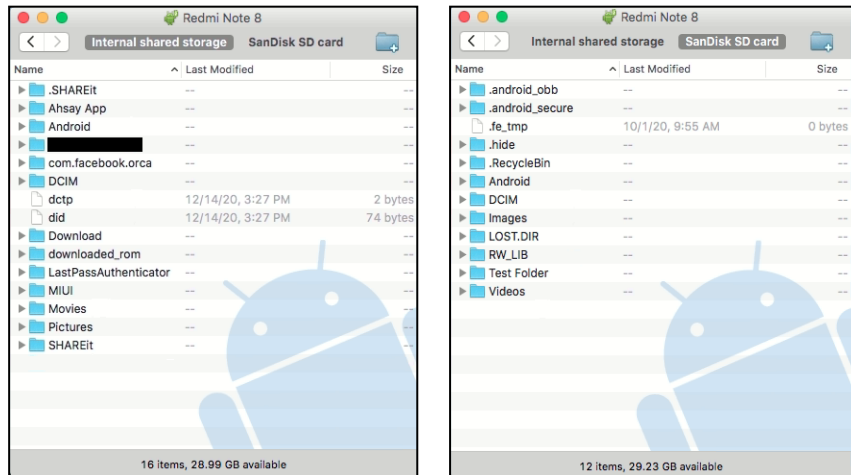 Redmi Note 8
Internal shared storage SanDisk SD card
Name Last Modified Size
.SHAREit -- --
Ahsay App -- --
Android -- --
-- --
com.facebook.orca -- --
DCIM -- --
dctp 12/14/20, 3:27 PM 2 bytes
did 12/14/20, 3:27 PM 74 bytes
Download -- --
downloaded_rom -- --
LastPassAuthenticator -- --
MIUI -- --
Movies -- --
Pictures -- --
SHAREit -- --
16 items, 28.99 GB available
Redmi Note 8
Internal shared storage SanDisk SD card
Name Last Modified Size
.android_obb -- --
.android_secure -- --
.fe_tmp 10/1/20, 9:55 AM 0 bytes
.hide -- --
.RecycleBin -- --
Android -- --
DCIM -- --
Images -- --
LOST.DIR -- --
RW_LIB -- --
Test Folder -- --
Videos -- --
12 items, 29.23 GB available